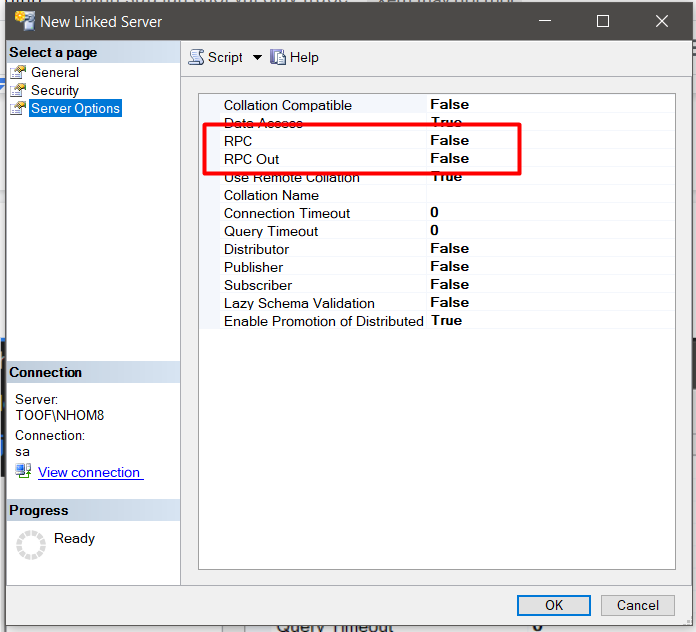 New Linked Server
Select a page
General
Security
Server Options
Script Help
Collation Compatible False
Data Access True
RPC False
RPC Out False
Use Remote Collation True
Collation Name
Connection Timeout 0
Query Timeout 0
Distributor False
Publisher False
Subscriber False
Lazy Schema Validation False
Enable Promotion of Distributed True
Connection
Server:
TOOF\NHOM8
Connection:
sa
View connection
Progress
Ready
OK Cancel
Query Timeout 0